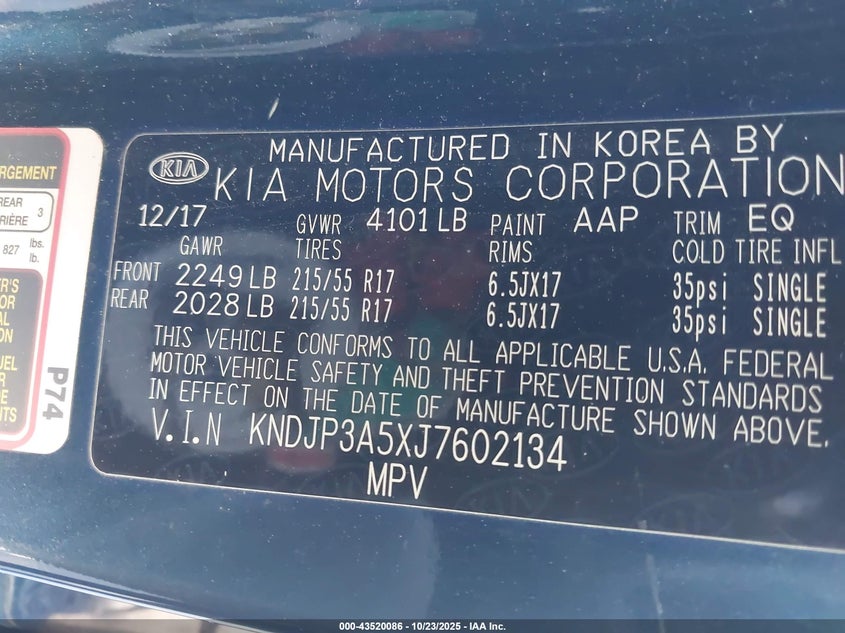 RGEMENT
REAR
RIÈRE 3
827 lbs.
lb.
P74
KIA
MANUFACTURED IN KOREA BY
KIA MOTORS CORPORATION
12/17 GVWR 4101 LB PAINT AAP TRIM EQ
GAWR TIRES RIMS COLD TIRE INFL
FRONT 2249 LB 215/55 R17 6.5JX17 35psi SINGLE
REAR 2028 LB 215/55 R17 6.5JX17 35psi SINGLE
THIS VEHICLE CONFORMS TO ALL APPLICABLE U.S.A. FEDERAL
MOTOR VEHICLE SAFETY AND THEFT PREVENTION STANDARDS
IN EFFECT ON THE DATE OF MANUFACTURE SHOWN ABOVE.
V.I.N KNDJP3A5XJ7602134
MPV
000-43520086 - 10/23/2025 - IAA Inc.